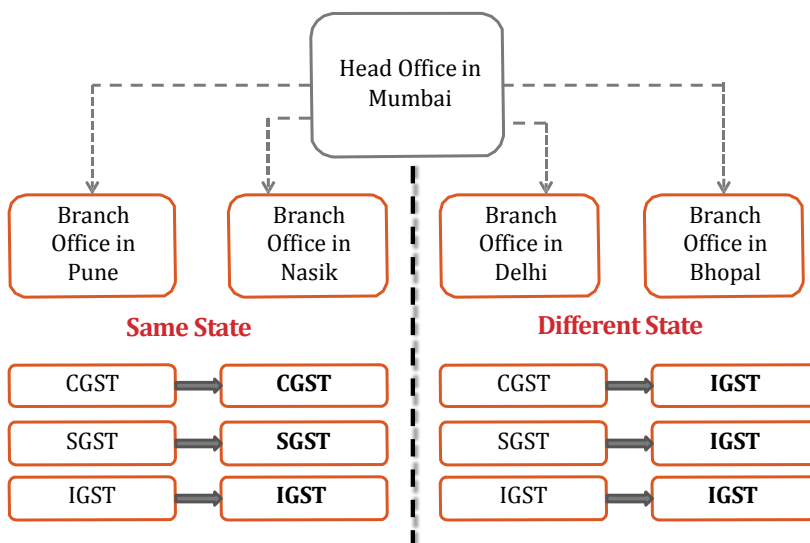 Head Office in
Mumbai
Branch
Office in
Pune
Branch
Office in
Nasik
Branch
Office in
Delhi
Branch
Office in
Bhopal
Same State
Different State
CGST
CGST
CGST
IGST
SGST
SGST
SGST
IGST
IGST
IGST
IGST
IGST